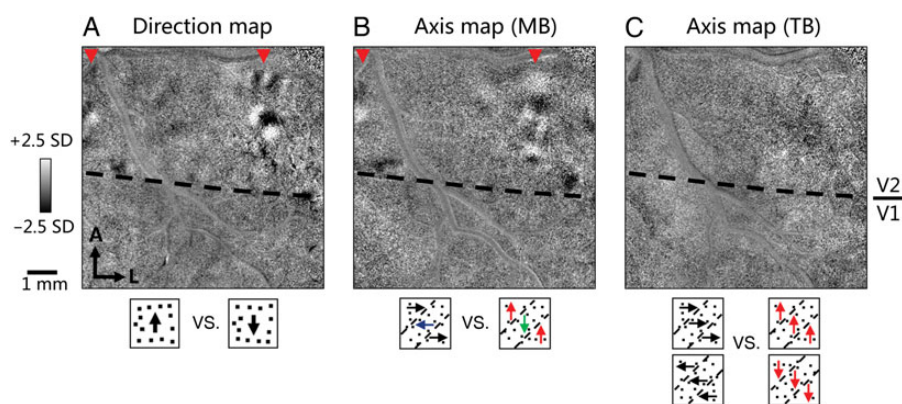 A Direction map
B Axis map (MB)
C Axis map (TB)
+2.5 SD
−2.5 SD
A
L
1 mm
V2
V1
VS.
VS.
VS.